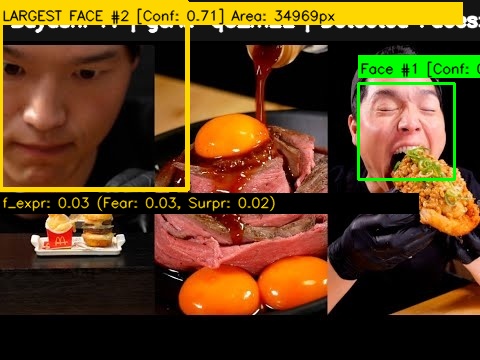 LARGEST FACE #2 [Conf: 0.71] Area: 34969px
Face #1 [Conf: 0
f_expr: 0.03 (Fear: 0.03, Surpr: 0.02)